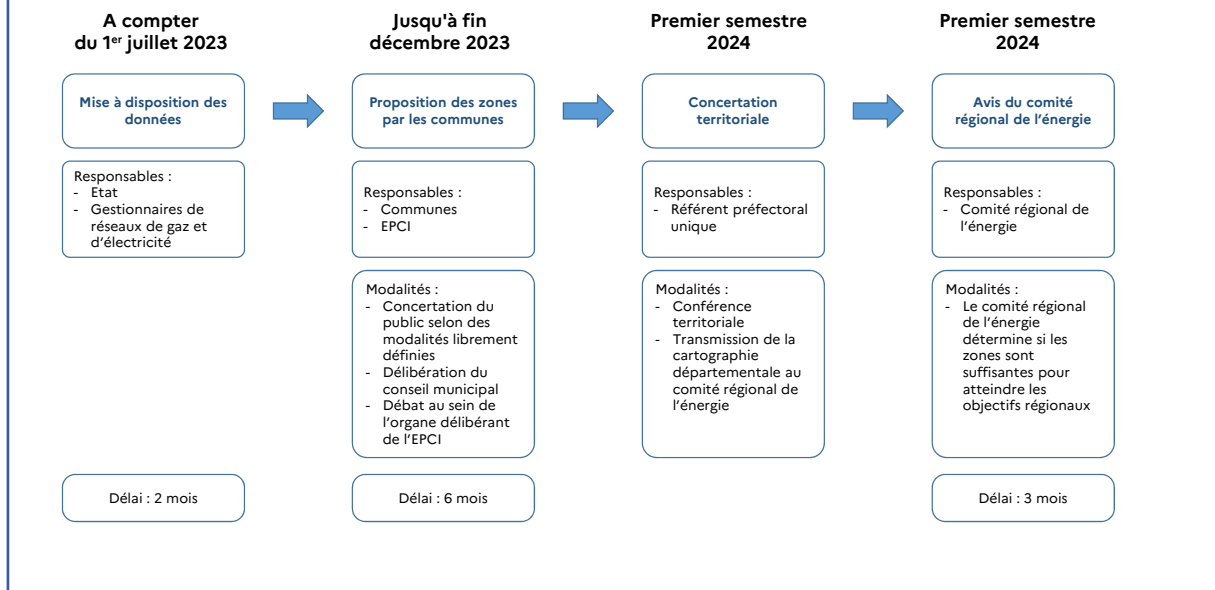 A compter
du 1er juillet 2023
Mise à disposition des
données
Responsables :
- Etat
- Gestionnaires de
réseaux de gaz et
d'électricité
Délai : 2 mois
Jusqu'à fin
décembre 2023
Proposition des zones
par les communes
Responsables :
- Communes
- EPCI
Modalités :
- Concertation du
public selon des
modalités librement
définies
- Délibération du
conseil municipal
- Débat au sein de
l'organe délibérant
de l'EPCI
Délai : 6 mois
Premier semestre
2024
Concertation
territoriale
Responsables :
- Référent préfectoral
unique
Modalités :
- Conférence
territoriale
- Transmission de la
cartographie
départementale au
comité régional de
l'énergie
Premier semestre
2024
Avis du comité
régional de l'énergie
Responsables :
- Comité régional de
l'énergie
Modalités :
- Le comité régional
de l'énergie
détermine si les
zones sont
suffisantes pour
atteindre les
objectifs régionaux
Délai : 3 mois